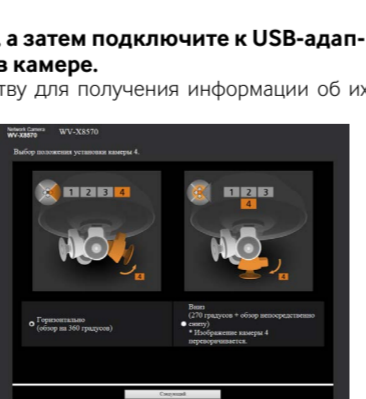 , а затем подключите к USB-адап-
в камере.
тву для получения информации об их
Network Camera
WV-X8570
WV-X8570
Выбор положения установки камеры 4.
1 2 3 4
1 2 3
4
4
4
Горизонтально
(обзор на 360 градусов)
Вниз
(270 градусов + обзор непосредственно
снизу)
* Изображение камеры 4
переворачивается.
Следующий